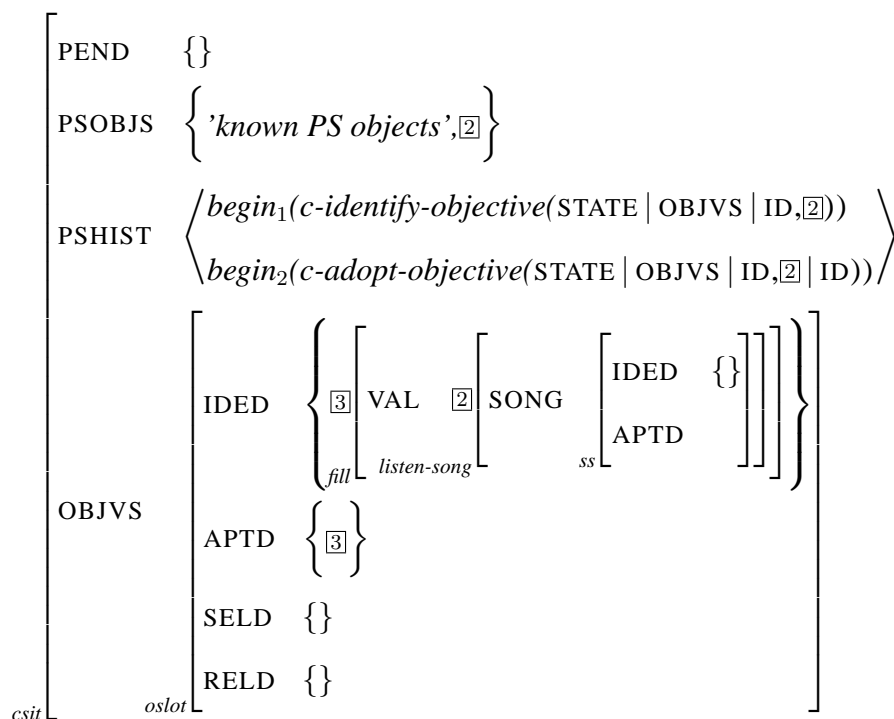 PEND {}
PSOBJS { 'known PS objects', 2 }
PSHIST ⟨ begin₁(c-identify-objective(STATE | OBJVS | ID, 2 ))
begin₂(c-adopt-objective(STATE | OBJVS | ID, 2 | ID)) ⟩
IDED {}
IDED { 3 [ VAL 2 [ SONG [
APTD
ss
fill listen-song
OBJVS
APTD { 3 }
SELD {}
RELD {}
csit oslot